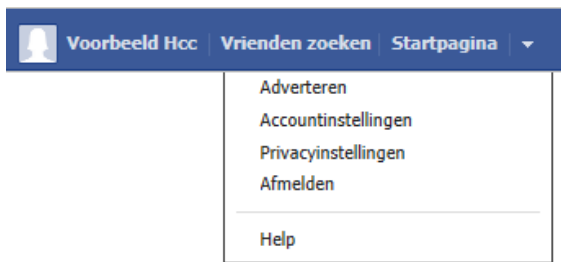 Voorbeeld Hcc Vrienden zoeken Startpagina
Adverteren
Accountinstellingen
Privacyinstellingen
Afmelden
Help